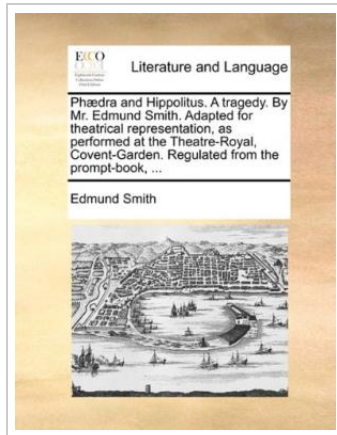 ECCO
Literature and Language
Phædra and Hippolitus. A tragedy. By
Mr. Edmund Smith. Adapted for
theatrical representation, as
performed at the Theatre-Royal,
Covent-Garden. Regulated from the
prompt-book, ...
Edmund Smith